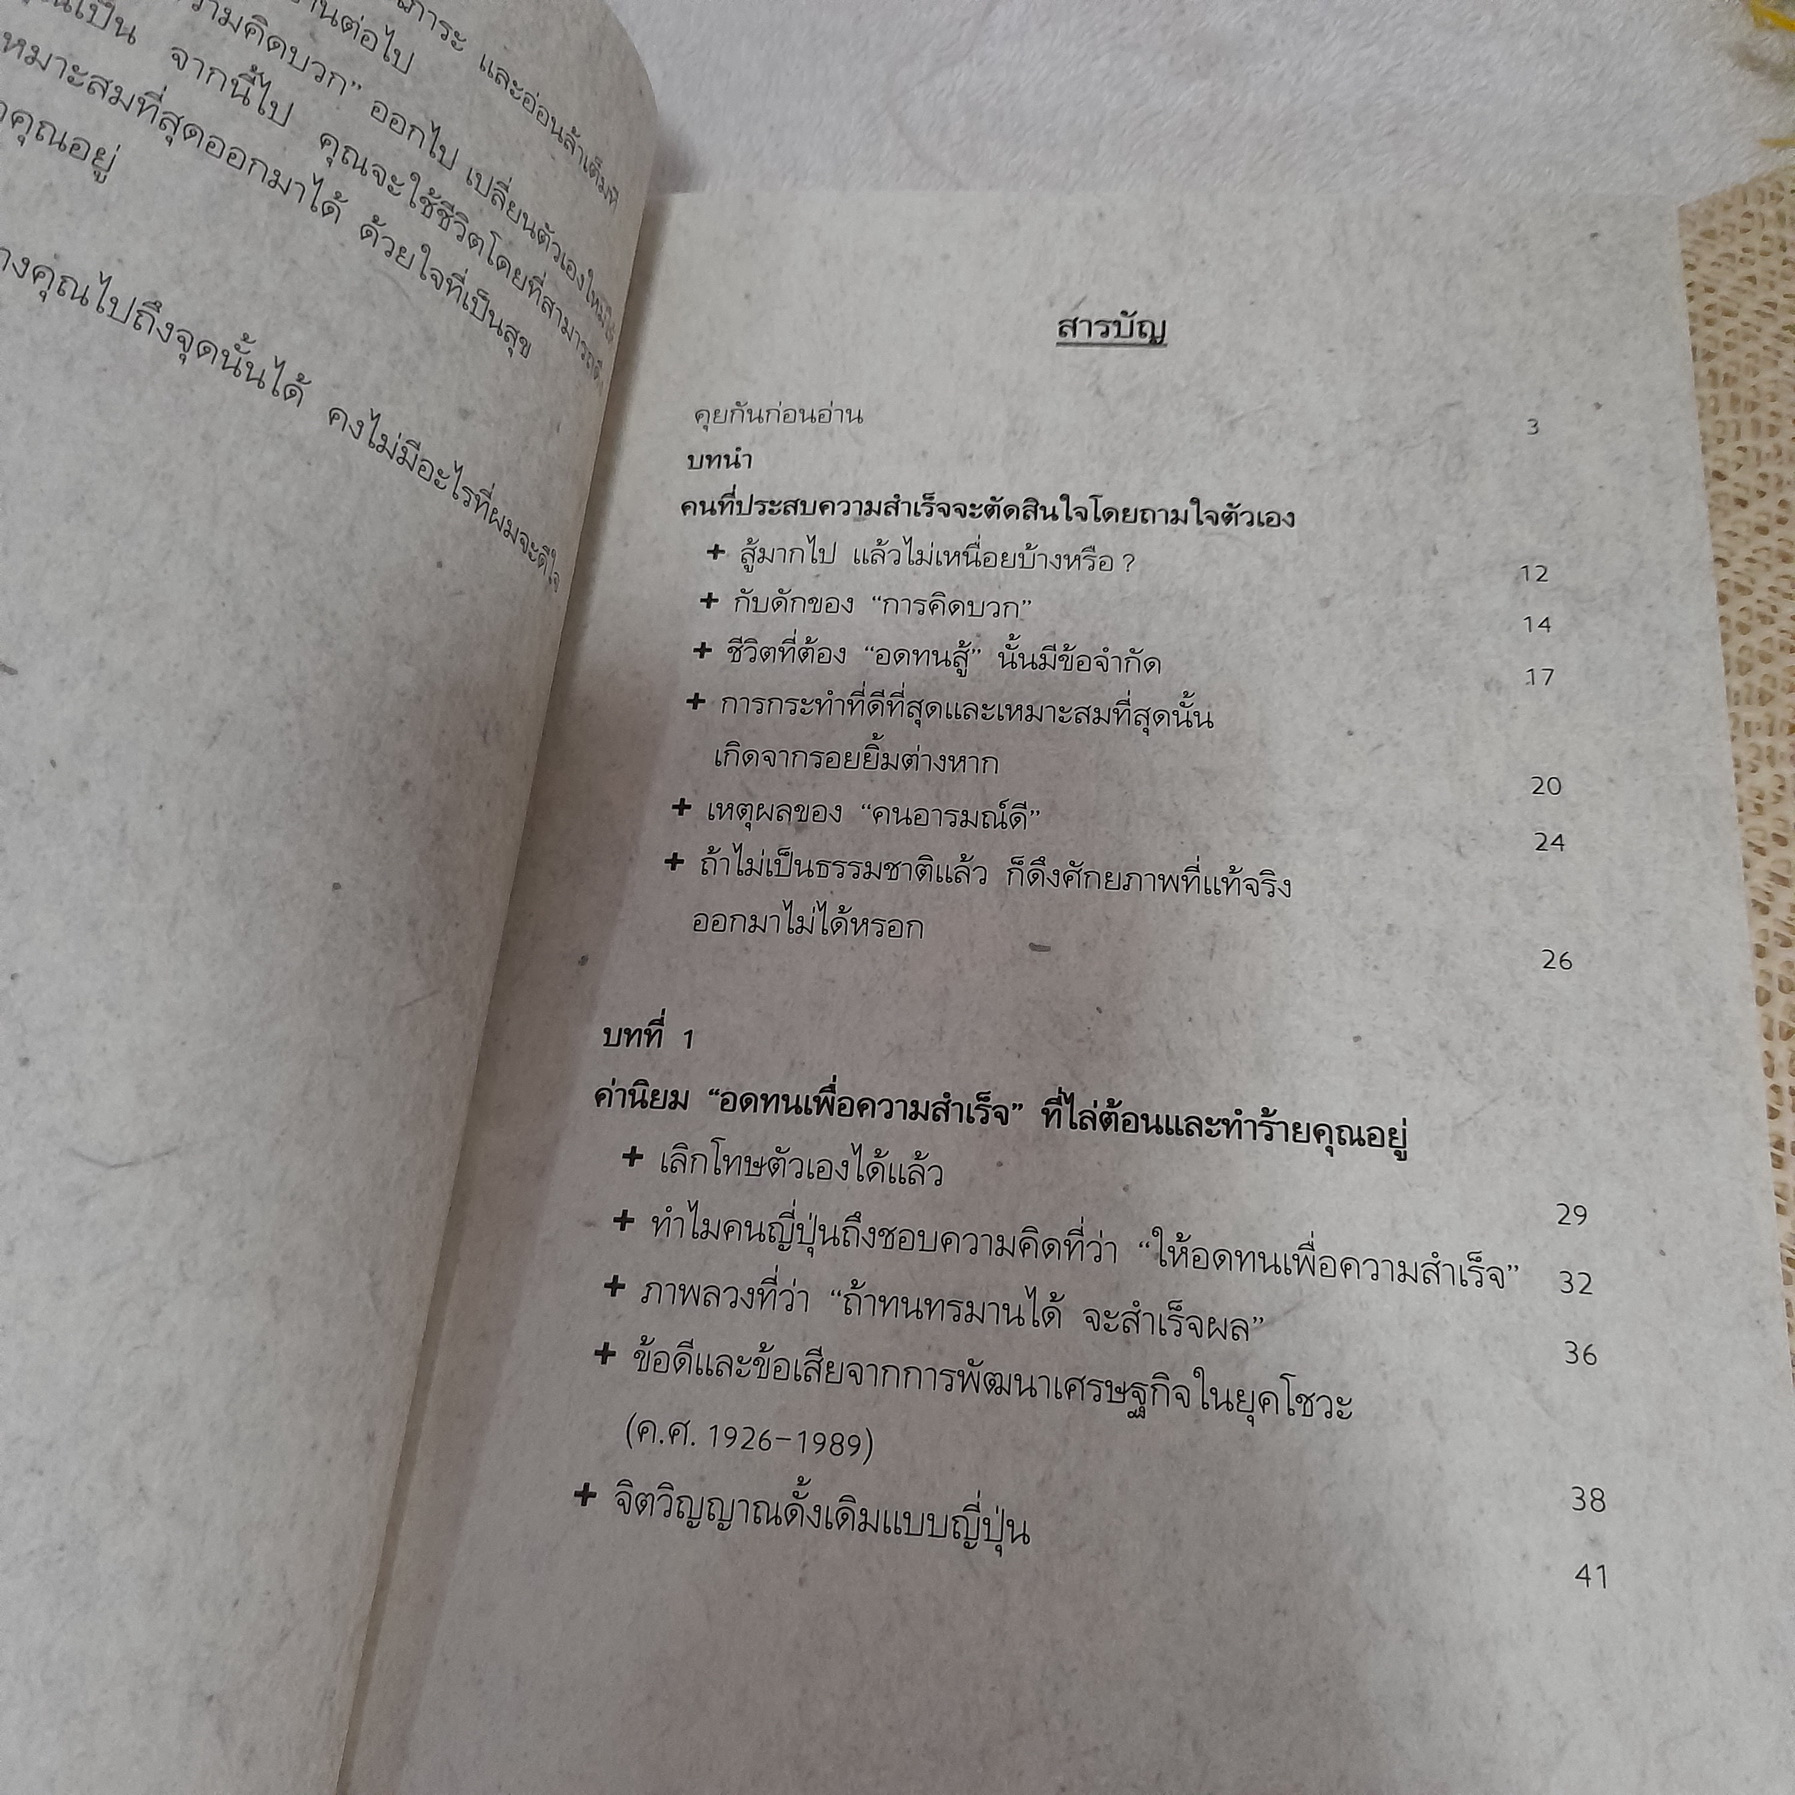 ภาระ และอ่อนล้าเต็มที
านต่อไป
วามคิดบวก” ออกไป เปลี่ยนตัวเองใหม่ให้
นเป็น จากนี้ไป คุณจะใช้ชีวิตโดยที่สามารถดึ
หมาะสมที่สุดออกมาได้ ด้วยใจที่เป็นสุข
คุณอยู่
างคุณไปถึงจุดนั้นได้ คงไม่มีอะไรที่ผมจะดีใจ
สารบัญ
คุยกันก่อนอ่าน 3
บทนำ
คนที่ประสบความสำเร็จจะตัดสินใจโดยถามใจตัวเอง
+ สู้มากไป แล้วไม่เหนื่อยบ้างหรือ ? 12
+ กับดักของ “การคิดบวก” 14
+ ชีวิตที่ต้อง “อดทนสู้” นั้นมีข้อจำกัด 17
+ การกระทำที่ดีที่สุดและเหมาะสมที่สุดนั้น
เกิดจากรอยยิ้มต่างหาก 20
+ เหตุผลของ “คนอารมณ์ดี” 24
+ ถ้าไม่เป็นธรรมชาติแล้ว ก็ดึงศักยภาพที่แท้จริง
ออกมาไม่ได้หรอก 26
บทที่ 1
ค่านิยม “อดทนเพื่อความสำเร็จ” ที่ไล่ต้อนและทำร้ายคุณอยู่
+ เลิกโทษตัวเองได้แล้ว 29
+ ทำไมคนญี่ปุ่นถึงชอบความคิดที่ว่า “ให้อดทนเพื่อความสำเร็จ” 32
+ ภาพลวงที่ว่า “ถ้าทนทรมานได้ จะสำเร็จผล” 36
+ ข้อดีและข้อเสียจากการพัฒนาเศรษฐกิจในยุคโชวะ
(ค.ศ. 1926–1989) 38
+ จิตวิญญาณดั้งเดิมแบบญี่ปุ่น 41